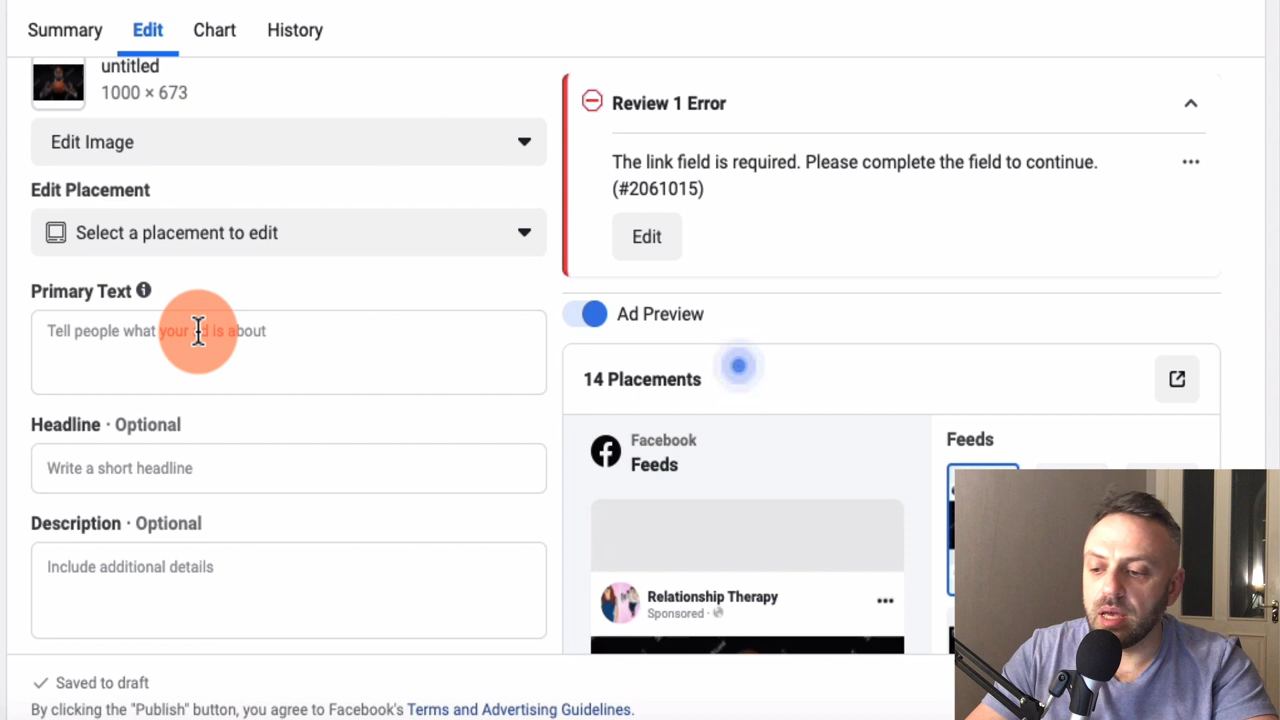 Summary Edit Chart History
untitled
1000 × 673
Edit Image
Edit Placement
Select a placement to edit
Primary Text
Tell people what your ad is about
Headline · Optional
Write a short headline
Description · Optional
Include additional details
Review 1 Error
The link field is required. Please complete the field to continue.
(#2061015)
Edit
Ad Preview
14 Placements
Facebook
Feeds
Feeds
Relationship Therapy
Sponsored ·
Saved to draft
By clicking the "Publish" button, you agree to Facebook's Terms and Advertising Guidelines.